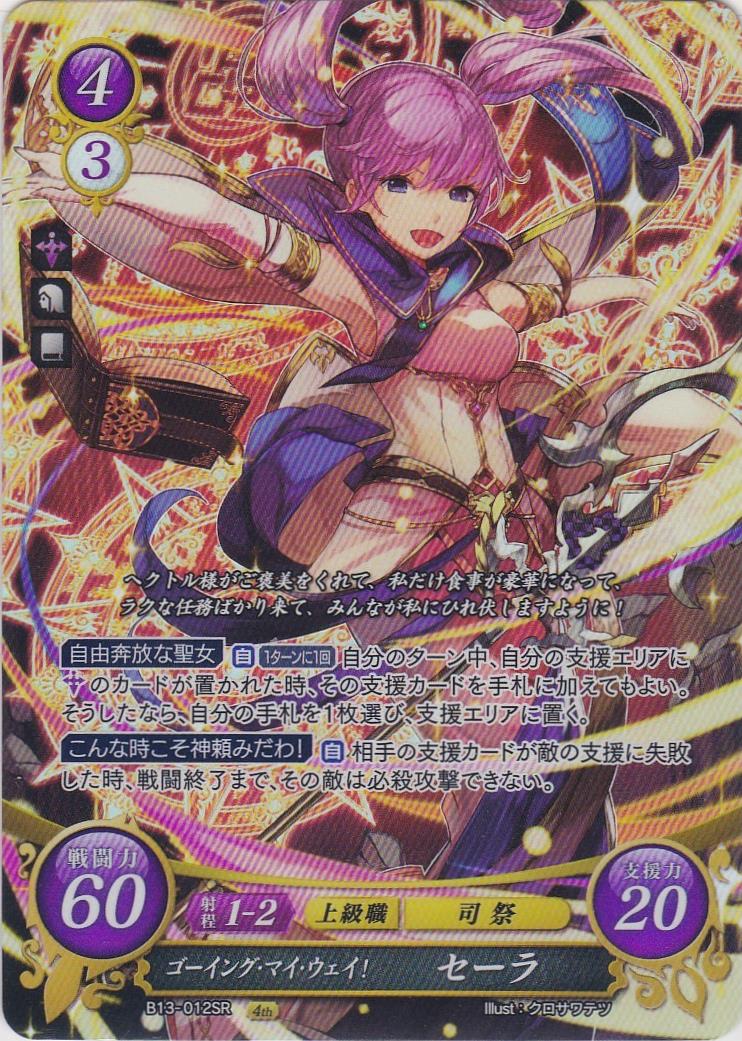 4
3
ヘクトル様がご褒美をくれて、私だけ食事が豪華になって、
ラクな任務ばかり来て、みんなが私にひれ伏しますように!
自由奔放な聖女 自 1ターンに1回 自分のターン中、自分の支援エリアに
のカードが置かれた時、その支援カードを手札に加えてもよい。
そうしたなら、自分の手札を1枚選び、支援エリアに置く。
こんな時こそ神頼みだわ! 自 相手の支援カードが敵の支援に失敗
した時、戦闘終了まで、その敵は必殺攻撃できない。
戦闘力
60
射程 1-2 上級職 司祭
支援力
20
ゴーイング・マイ・ウェイ! セーラ
B13-012SR 4th Illust:クロサワテツ